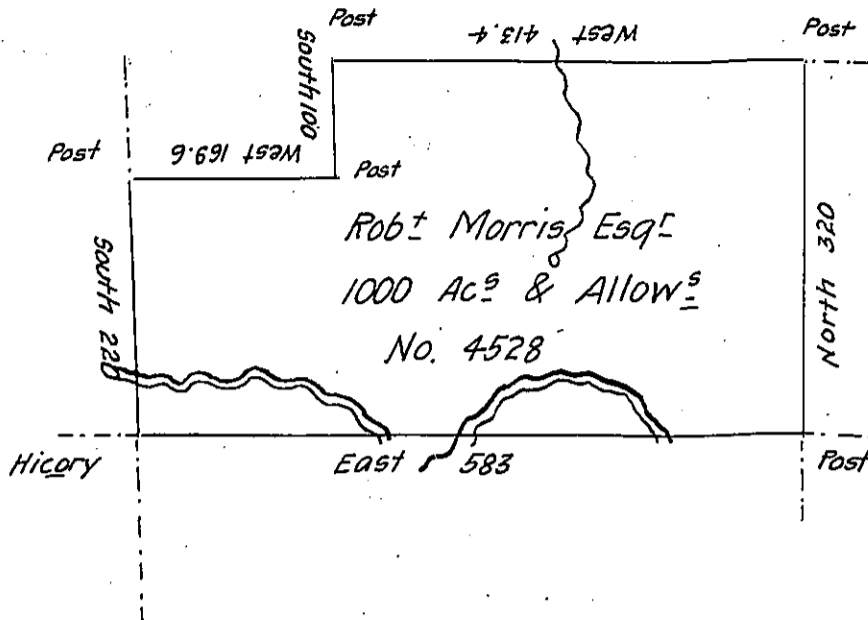 Post
West 413.4
Post
South 100
Post
West 169.6
Post
Robt Morris Esqr
1000 Acs & Allows
No. 4528
South 220
North 320
Hicory
East 583
Post